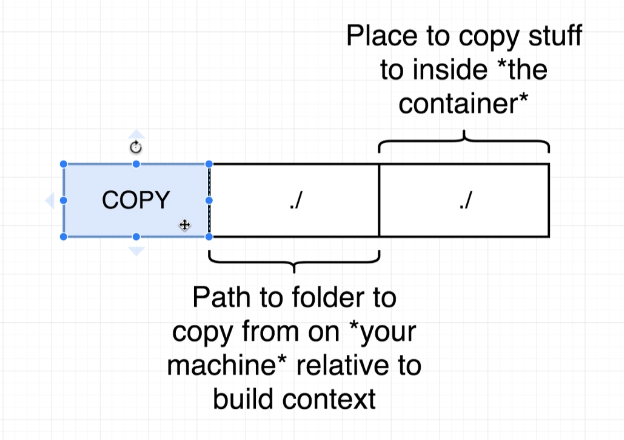 Place to copy stuff
to inside *the
container*
COPY ./ ./
Path to folder to
copy from on *your
machine* relative to
build context